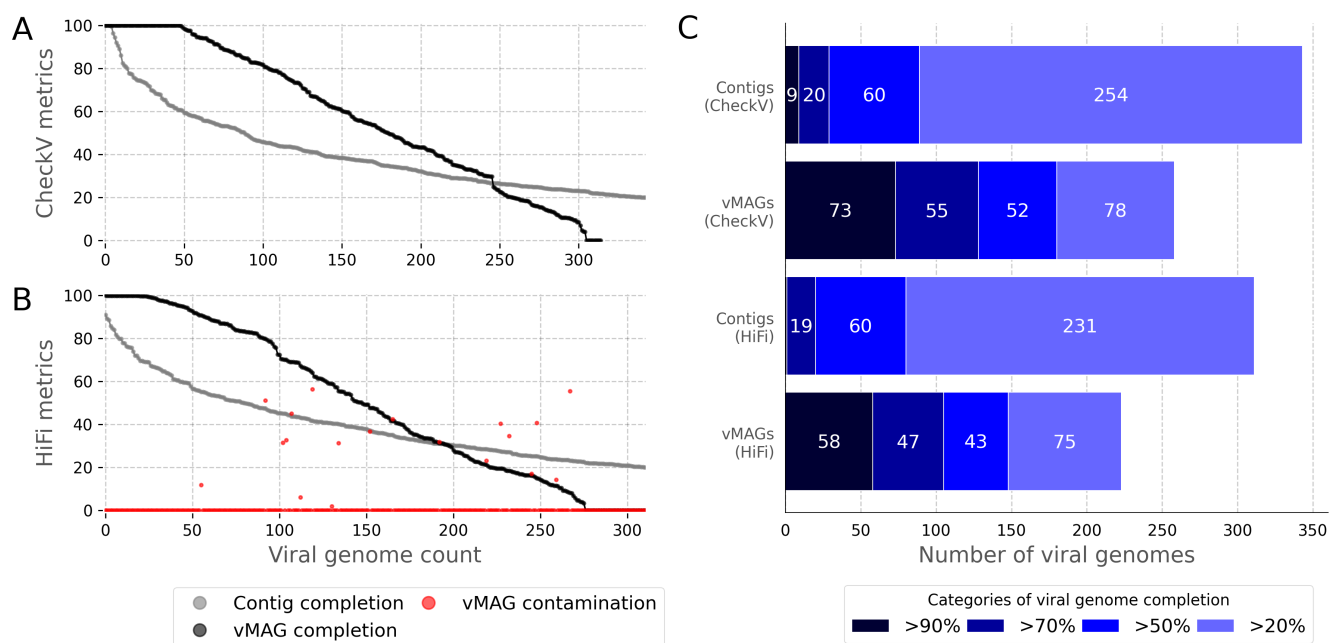 A
CheckV metrics
100
80
60
40
20
0
0 50 100 150 200 250 300
B
HiFi metrics
100
80
60
40
20
0
0 50 100 150 200 250 300
Viral genome count
Contig completion
vMAG contamination
vMAG completion
C
Contigs
(CheckV)
9 20 60 254
vMAGs
(CheckV)
73 55 52 78
Contigs
(HiFi)
19 60 231
vMAGs
(HiFi)
58 47 43 75
0 50 100 150 200 250 300 350
Number of viral genomes
Categories of viral genome completion
>90% >70% >50% >20%